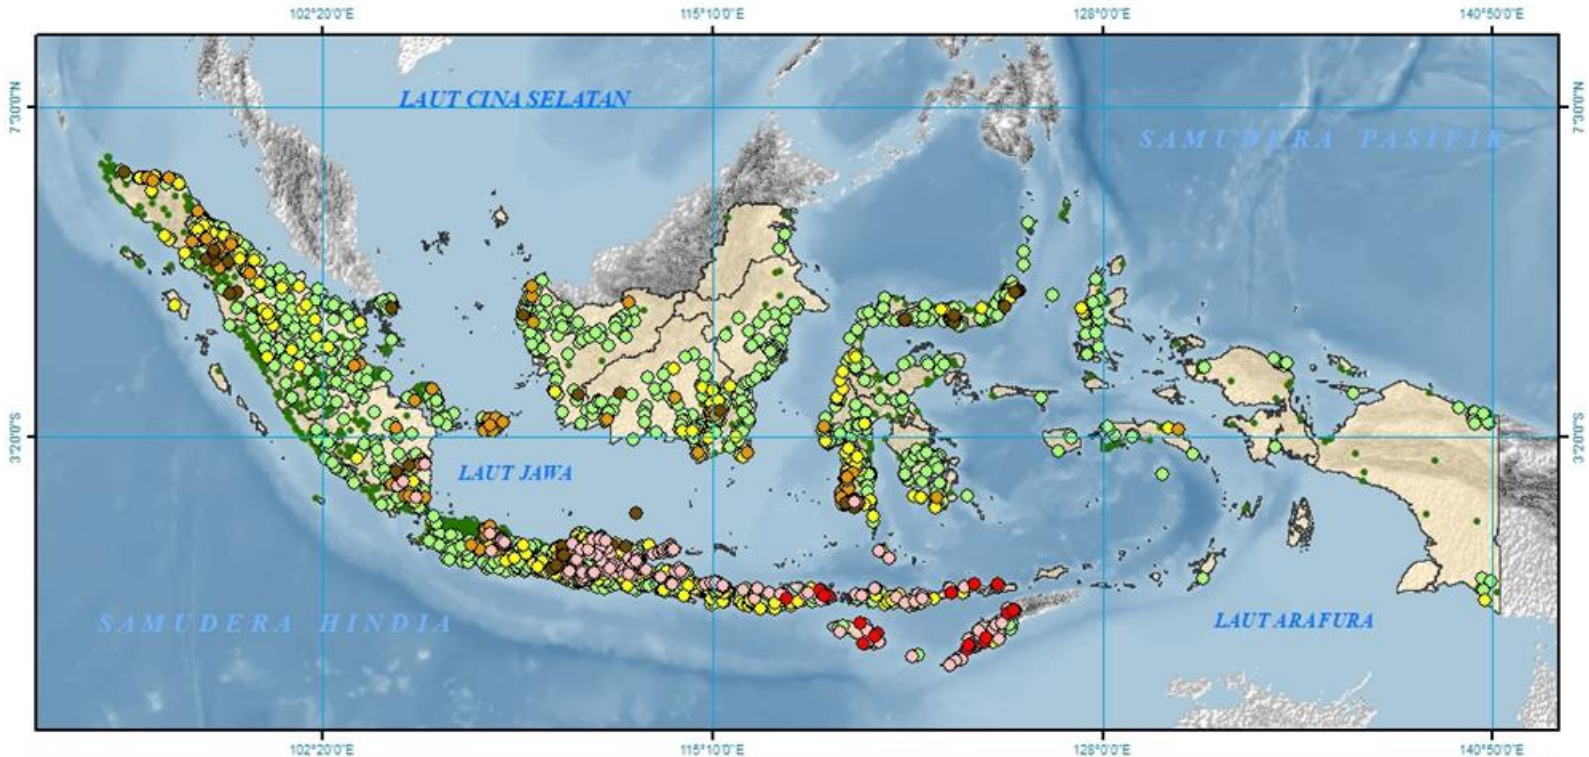 102°20'0"E 115°10'0"E 128°0'0"E 140°50'0"E
7°30'0"N 7°30'0"N
LAUT CINA SELATAN
SAMUDERA PASIFIK
3°20'0"S 3°20'0"S
LAUT JAWA
SAMUDERA HINDIA
LAUT ARAFURA
102°20'0"E 115°10'0"E 128°0'0"E 140°50'0"E